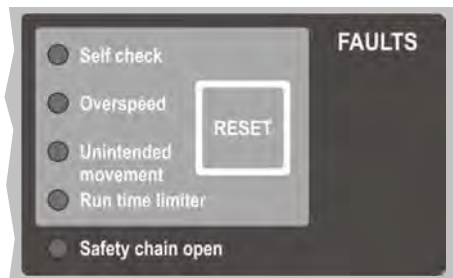 FAULTS
Self check
Overspeed
RESET
Unintended
movement
Run time limiter
Safety chain open